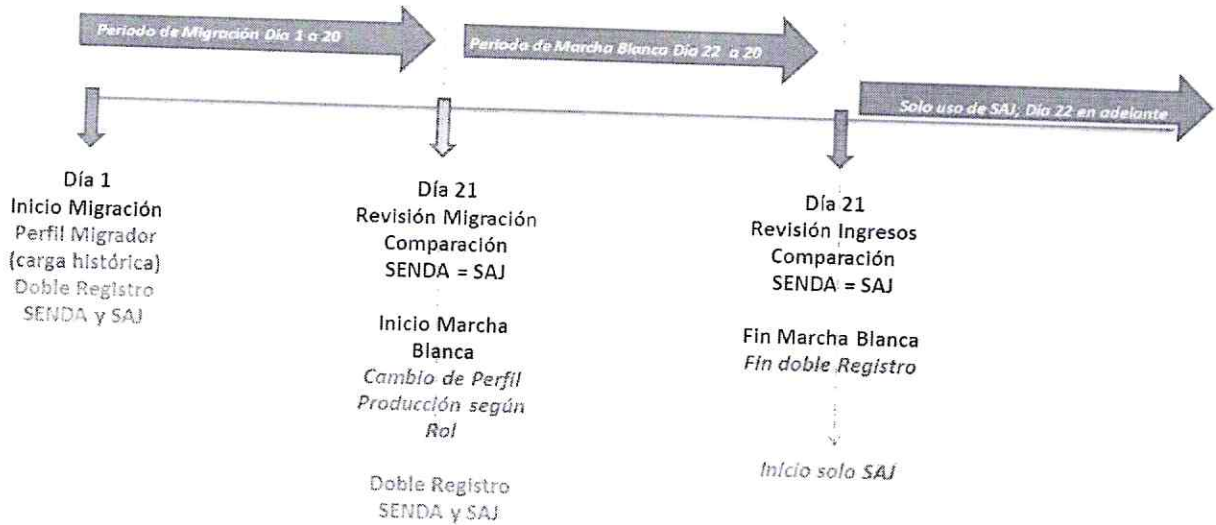 Periodo de Migración Día 1 a 20
Periodo de Marcha Blanca Día 22 a 20
Solo uso de SAJ, Día 22 en adelante
Día 1
Inicio Migración
Perfil Migrador
(carga histórica)
Doble Registro
SENDA y SAJ
Día 21
Revisión Migración
Comparación
SENDA = SAJ
Inicio Marcha
Blanca
Cambio de Perfil
Producción según
Rol
Doble Registro
SENDA y SAJ
Día 21
Revisión Ingresos
Comparación
SENDA = SAJ
Fin Marcha Blanca
Fin doble Registro
Inicio solo SAJ